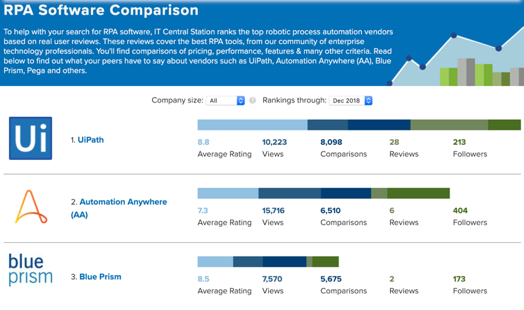 RPA Software Comparison
To help with your search for RPA software, IT Central Station ranks the top robotic process automation vendors
based on real user reviews. These reviews cover the best RPA tools, from our community of enterprise
technology professionals. You'll find comparisons of pricing, performance, features & many other criteria. Read
below to find out what your peers have to say about vendors such as UiPath, Automation Anywhere (AA), Blue
Prism, Pega and others.
Company size: All Rankings through: Dec 2018
Ui
1. UiPath
8.8 10,223 8,098 28 213
Average Rating Views Comparisons Reviews Followers
2. Automation Anywhere
(AA)
7.3 15,716 6,510 6 404
Average Rating Views Comparisons Reviews Followers
blue
prism
3. Blue Prism
8.5 7,570 5,675 2 173
Average Rating Views Comparisons Reviews Followers